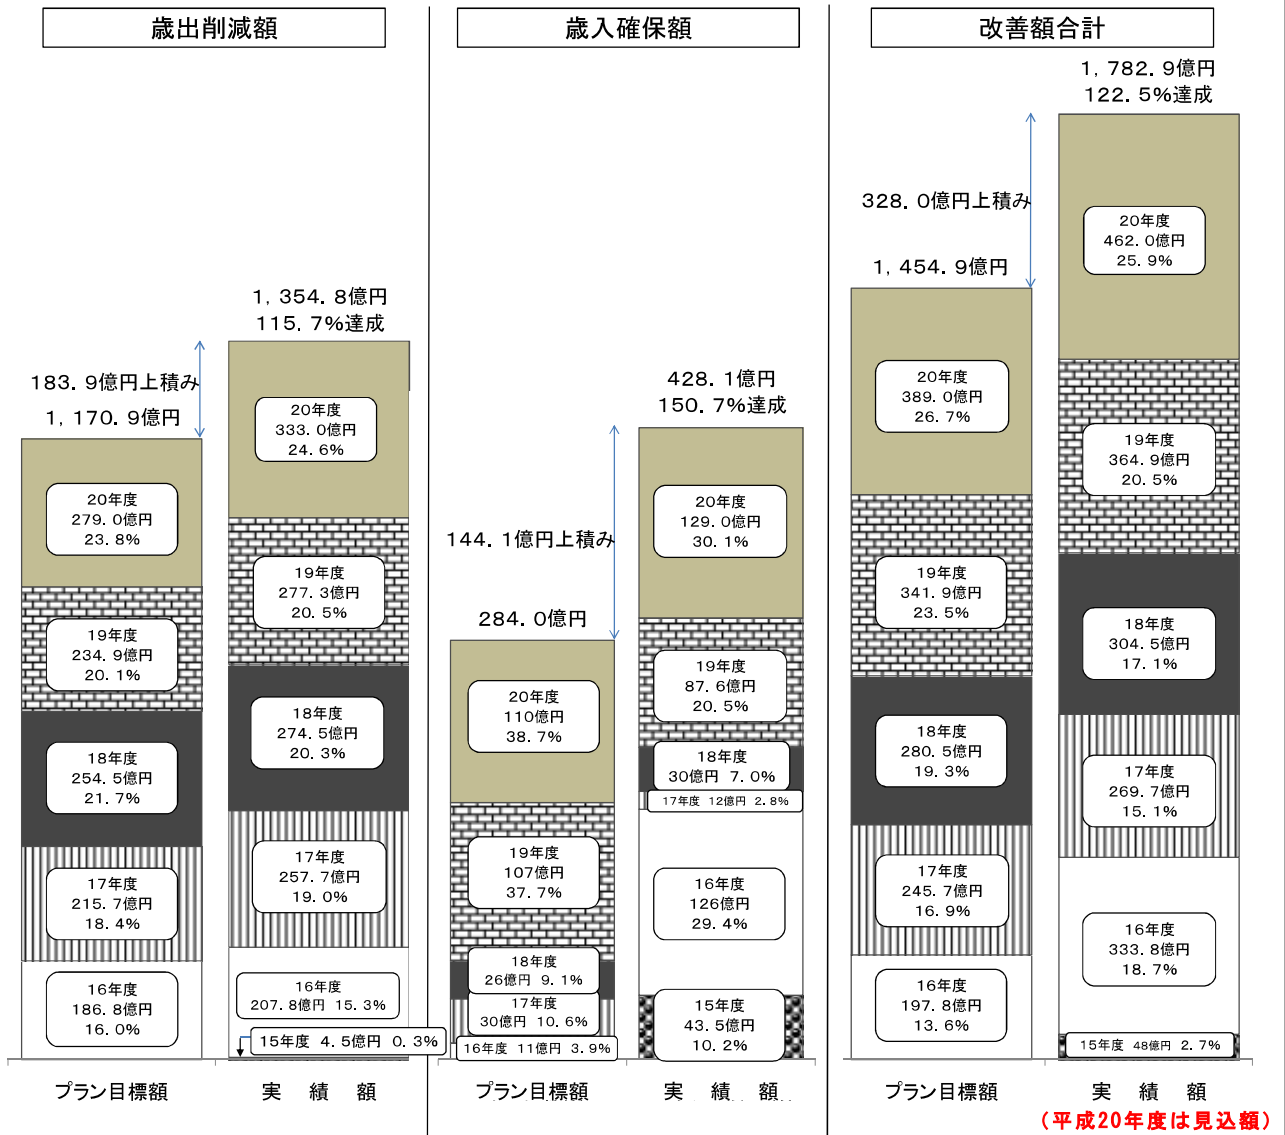 歳出削減額
183．9億円上積み
1，170．9億円
20年度
279．0億円
23．8%
19年度
234．9億円
20．1%
18年度
254．5億円
21．7%
17年度
215．7億円
18．4%
16年度
186．8億円
16．0%
プラン目標額
1，354．8億円
115．7%達成
20年度
333．0億円
24．6%
19年度
277．3億円
20．5%
18年度
274．5億円
20．3%
17年度
257．7億円
19．0%
16年度
207．8億円 15．3%
15年度 4．5億円 0．3%
実 績 額
歳入確保額
144．1億円上積み
284．0億円
20年度
110億円
38．7%
19年度
107億円
37．7%
18年度
26億円 9．1%
17年度
30億円 10．6%
16年度 11億円 3．9%
プラン目標額
428．1億円
150．7%達成
20年度
129．0億円
30．1%
19年度
87．6億円
20．5%
18年度
30億円 7．0%
17年度 12億円 2．8%
16年度
126億円
29．4%
15年度
43．5億円
10．2%
実 績 額
改善額合計
328．0億円上積み
1，454．9億円
20年度
389．0億円
26．7%
19年度
341．9億円
23．5%
18年度
280．5億円
19．3%
17年度
245．7億円
16．9%
16年度
197．8億円
13．6%
プラン目標額
1，782．9億円
122．5%達成
20年度
462．0億円
25．9%
19年度
364．9億円
20．5%
18年度
304．5億円
17．1%
17年度
269．7億円
15．1%
16年度
333．8億円
18．7%
15年度 48億円 2．7%
実 績 額
（平成20年度は見込額）